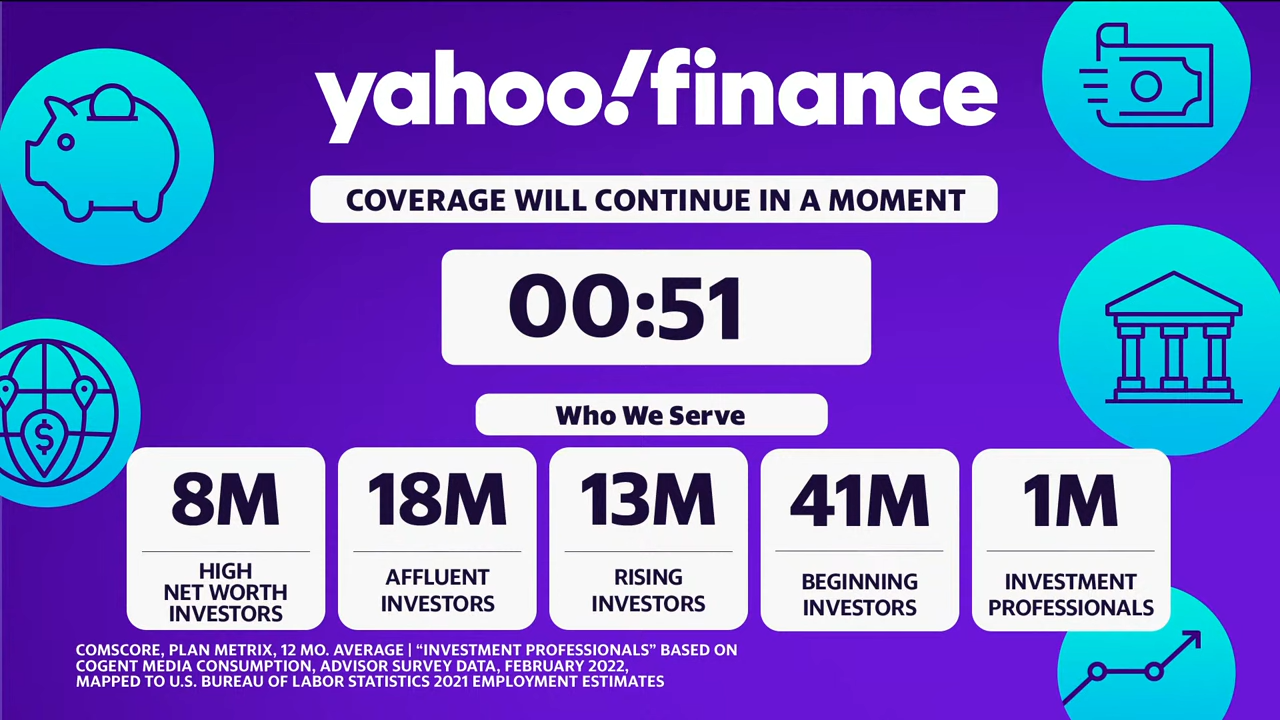 yahoo!finance
COVERAGE WILL CONTINUE IN A MOMENT
00:51
Who We Serve
8M
HIGH
NET WORTH
INVESTORS
18M
AFFLUENT
INVESTORS
13M
RISING
INVESTORS
41M
BEGINNING
INVESTORS
1M
INVESTMENT
PROFESSIONALS
$
COMSCORE, PLAN METRIX, 12 MO. AVERAGE | “INVESTMENT PROFESSIONALS” BASED ON
COGENT MEDIA CONSUMPTION, ADVISOR SURVEY DATA, FEBRUARY 2022,
MAPPED TO U.S. BUREAU OF LABOR STATISTICS 2021 EMPLOYMENT ESTIMATES